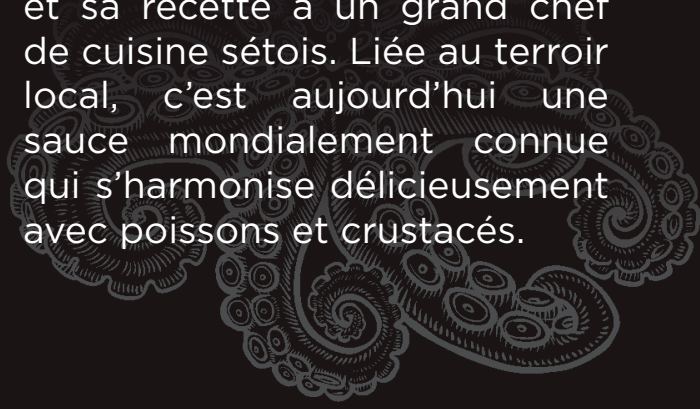 et sa recette à un grand chef
de cuisine sétois. Liée au terroir
local, c’est aujourd’hui une
sauce mondialement connue
qui s’harmonise délicieusement
avec poissons et crustacés.